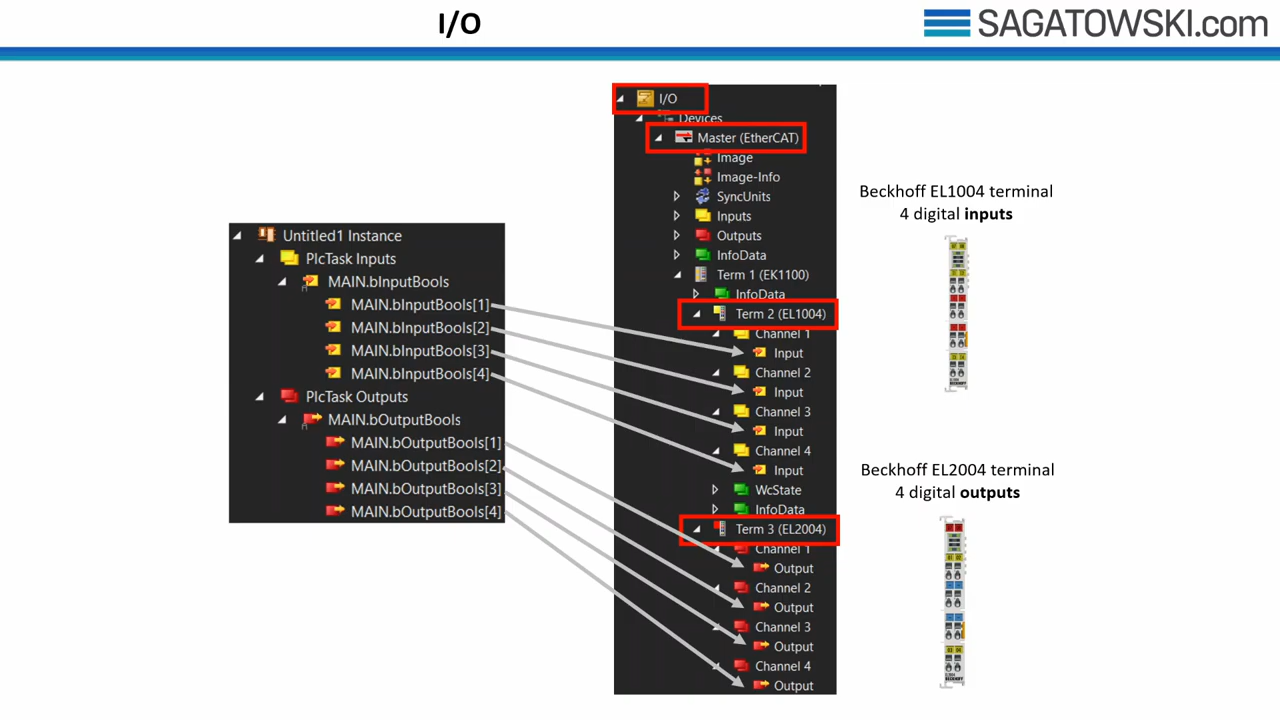 I/O
SAGATOWSKI.com
Untitled1 Instance
PlcTask Inputs
MAIN.bInputBools
MAIN.bInputBools[1]
MAIN.bInputBools[2]
MAIN.bInputBools[3]
MAIN.bInputBools[4]
PlcTask Outputs
MAIN.bOutputBools
MAIN.bOutputBools[1]
MAIN.bOutputBools[2]
MAIN.bOutputBools[3]
MAIN.bOutputBools[4]
I/O
Devices
Master (EtherCAT)
Image
Image-Info
SyncUnits
Inputs
Outputs
InfoData
Term 1 (EK1100)
InfoData
Term 2 (EL1004)
Channel 1
Input
Channel 2
Input
Channel 3
Input
Channel 4
Input
WcState
InfoData
Term 3 (EL2004)
Channel 1
Output
Channel 2
Output
Channel 3
Output
Channel 4
Output
Beckhoff EL1004 terminal
4 digital inputs
Beckhoff EL2004 terminal
4 digital outputs